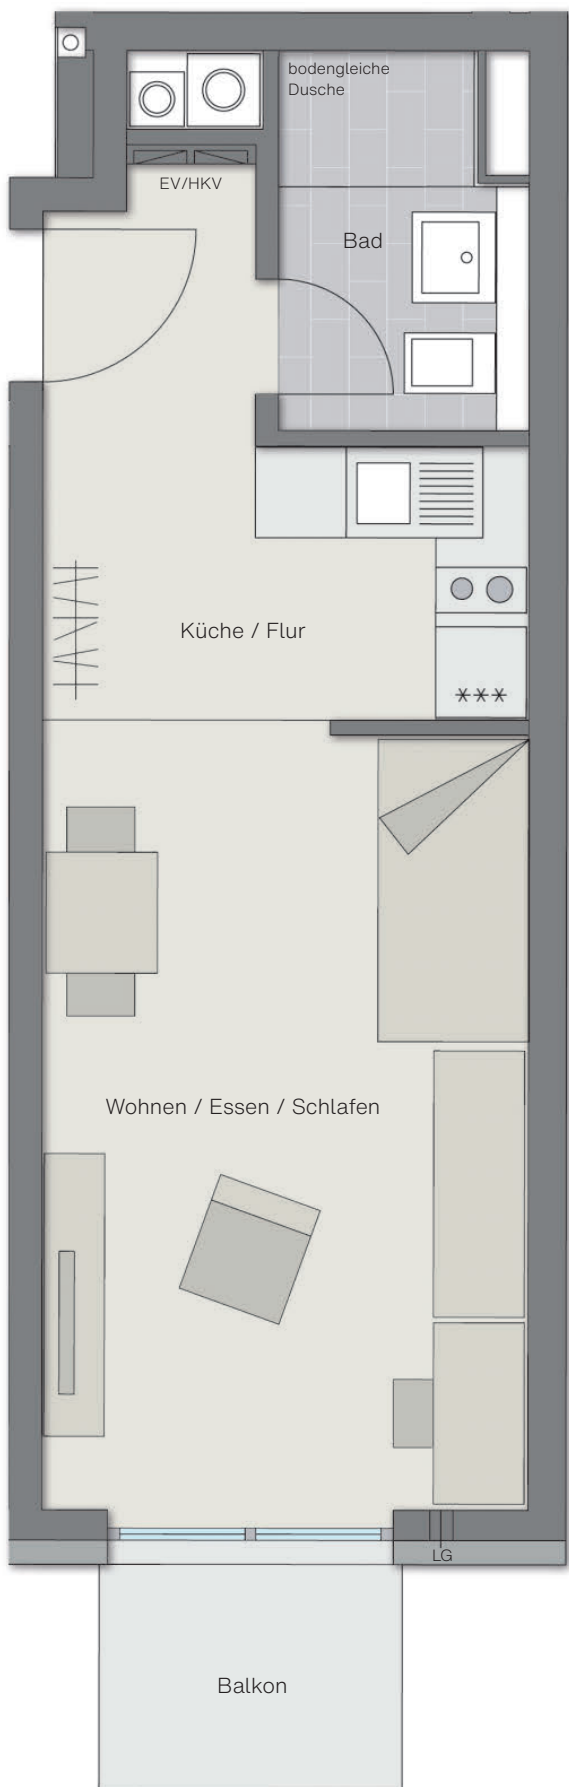 bodengleiche
Dusche
EV/HKV
Bad
Küche / Flur
Wohnen / Essen / Schlafen
LG
Balkon